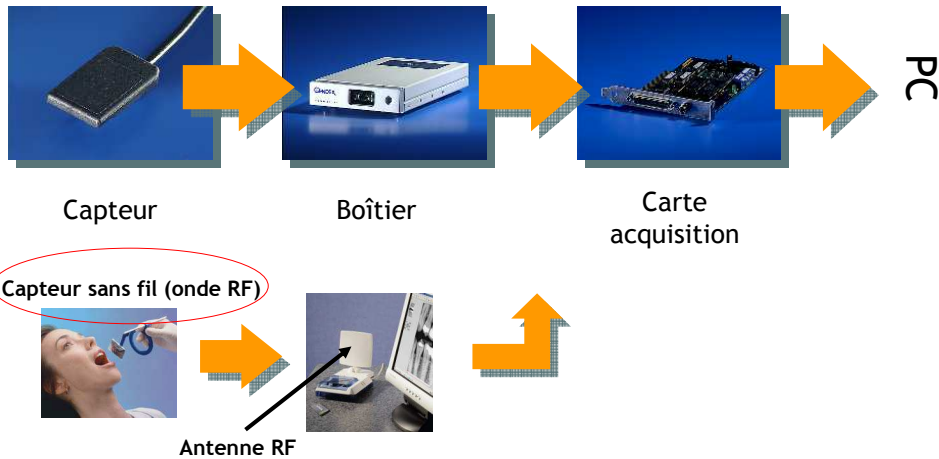 PC
Capteur
Boîtier
Carte
acquisition
Capteur sans fil (onde RF)
Antenne RF